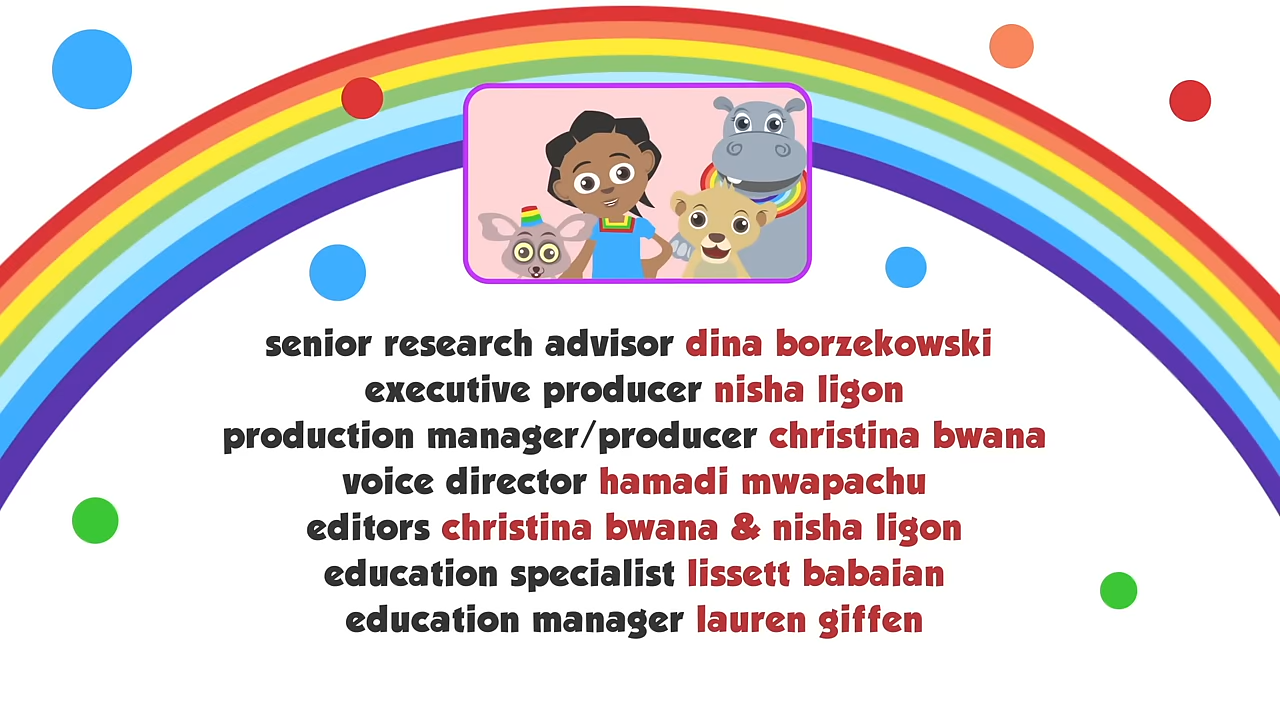 senior research advisor dina borzekowski
executive producer nisha ligon
production manager/producer christina bwana
voice director hamadi mwapachu
editors christina bwana & nisha ligon
education specialist lissett babaian
education manager lauren giffen